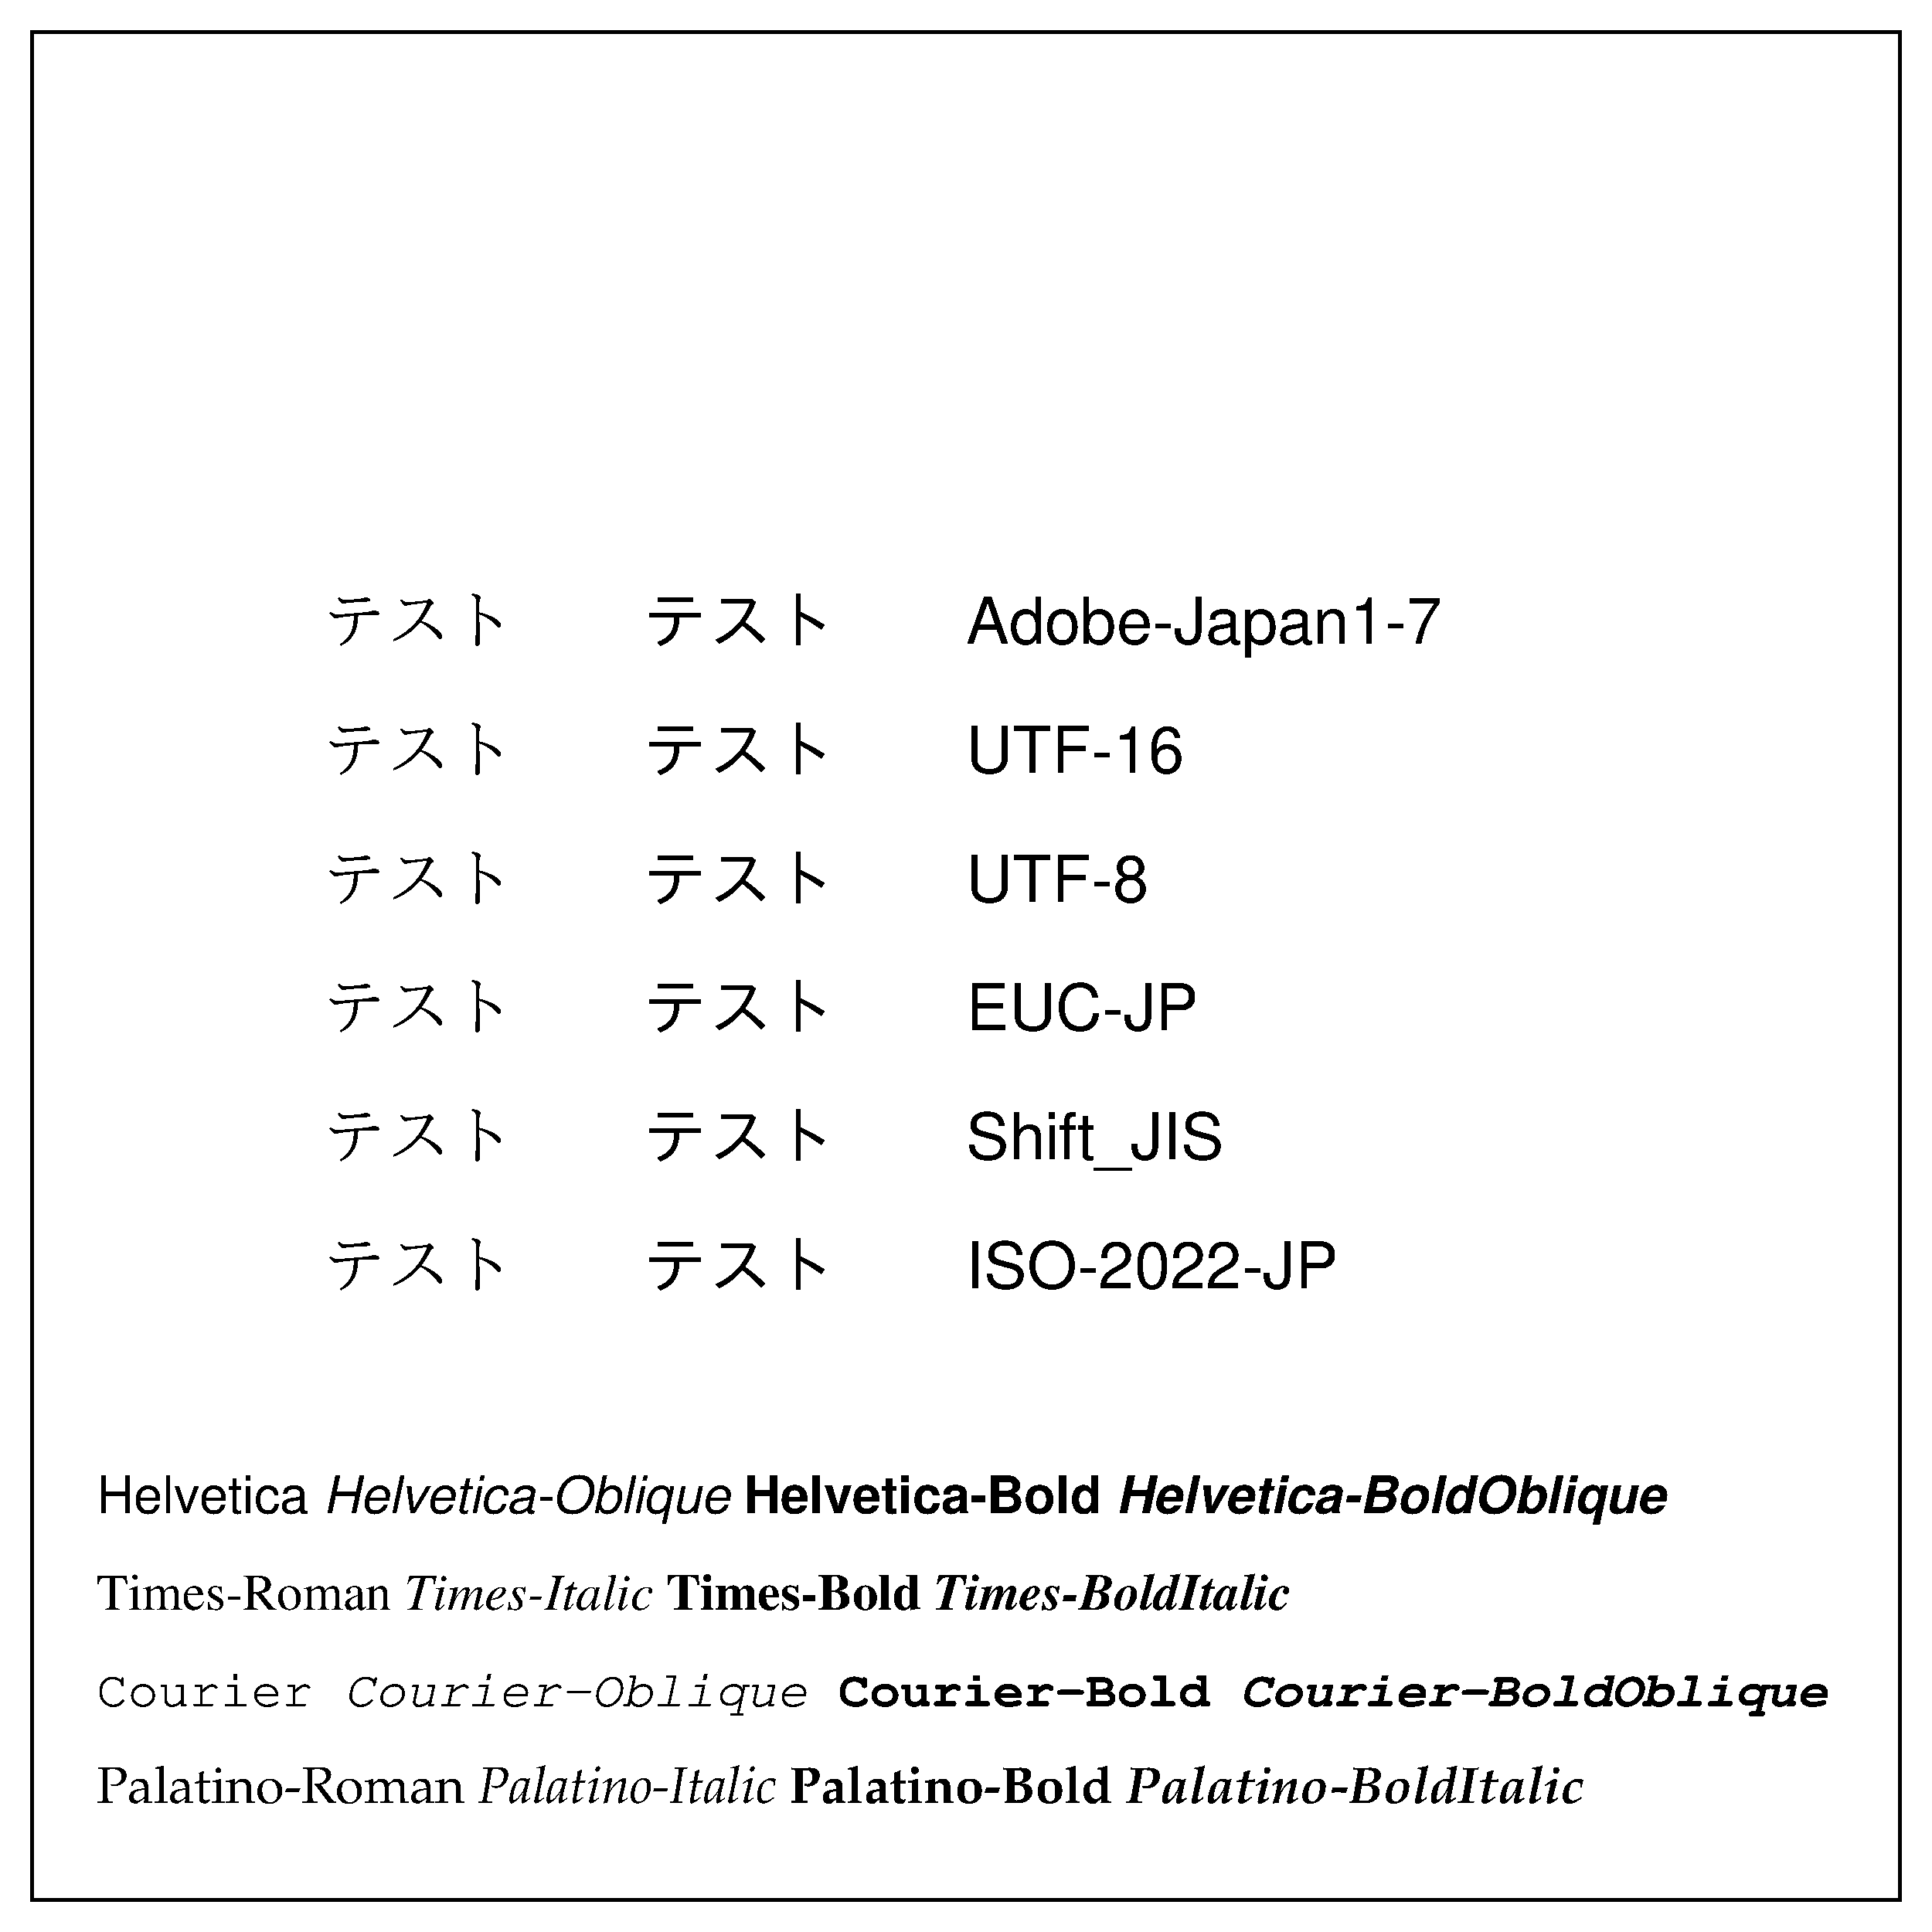 テスト テスト Adobe-Japan1-7
テスト テスト UTF-16
テスト テスト UTF-8
テスト テスト EUC-JP
テスト テスト Shift_JIS
テスト テスト ISO-2022-JP
Helvetica Helvetica-Oblique Helvetica-Bold Helvetica-BoldOblique
Times-Roman Times-Italic Times-Bold Times-BoldItalic
Courier Courier-Oblique Courier-Bold Courier-BoldOblique
Palatino-Roman Palatino-Italic Palatino-Bold Palatino-BoldItalic